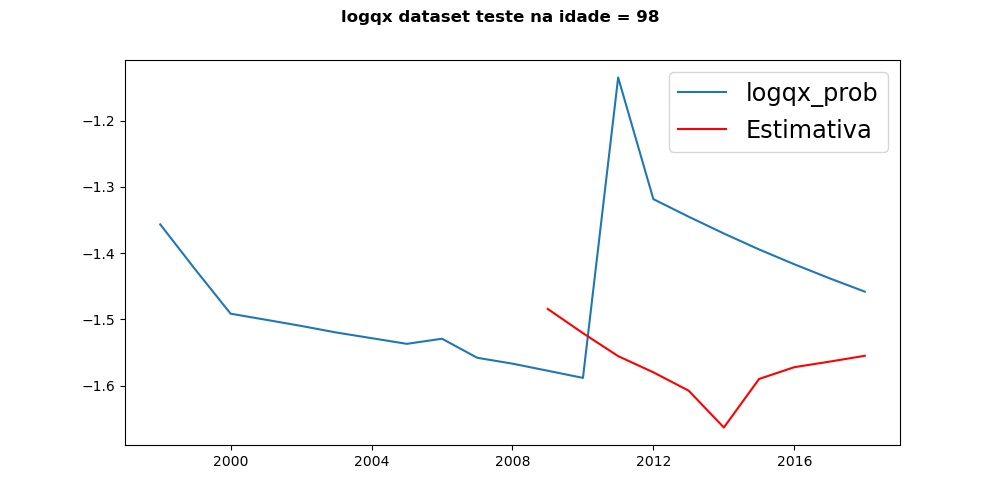 logqx dataset teste na idade = 98
logqx_prob
Estimativa
−1.2
−1.3
−1.4
−1.5
−1.6
2000 2004 2008 2012 2016